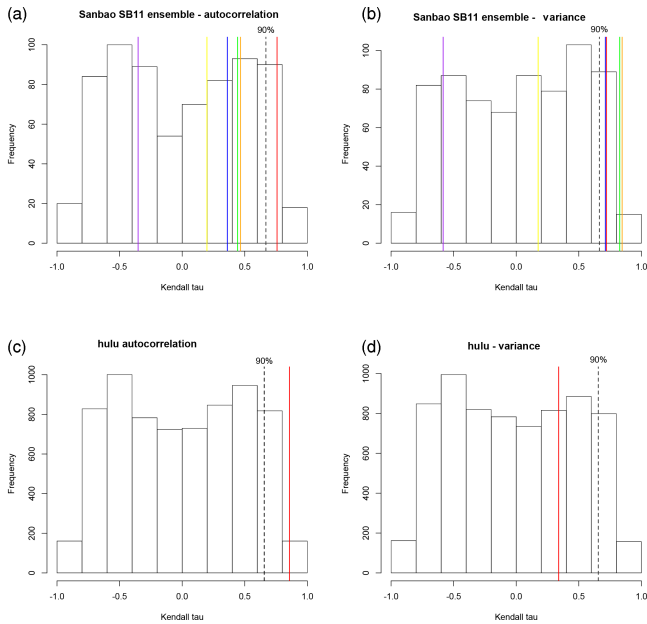 (a)
Sanbao SB11 ensemble - autocorrelation
90%
Frequency
0 20 40 60 80 100
-1.0 -0.5 0.0 0.5 1.0
Kendall tau
(b)
Sanbao SB11 ensemble - variance
90%
Frequency
0 20 40 60 80 100
-1.0 -0.5 0.0 0.5 1.0
Kendall tau
(c)
hulu autocorrelation
90%
Frequency
0 200 400 600 800 1000
-1.0 -0.5 0.0 0.5 1.0
Kendall tau
(d)
hulu - variance
90%
Frequency
0 200 400 600 800 1000
-1.0 -0.5 0.0 0.5 1.0
Kendall tau